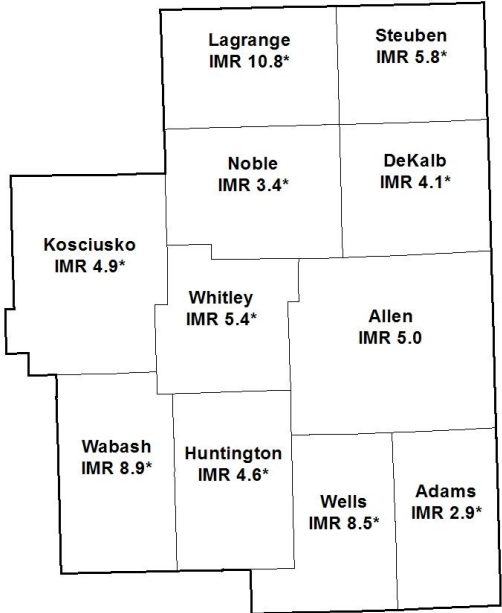 Lagrange
IMR 10.8*
Steuben
IMR 5.8*
Noble
IMR 3.4*
DeKalb
IMR 4.1*
Kosciusko
IMR 4.9*
Whitley
IMR 5.4*
Allen
IMR 5.0
Wabash
IMR 8.9*
Huntington
IMR 4.6*
Wells
IMR 8.5*
Adams
IMR 2.9*